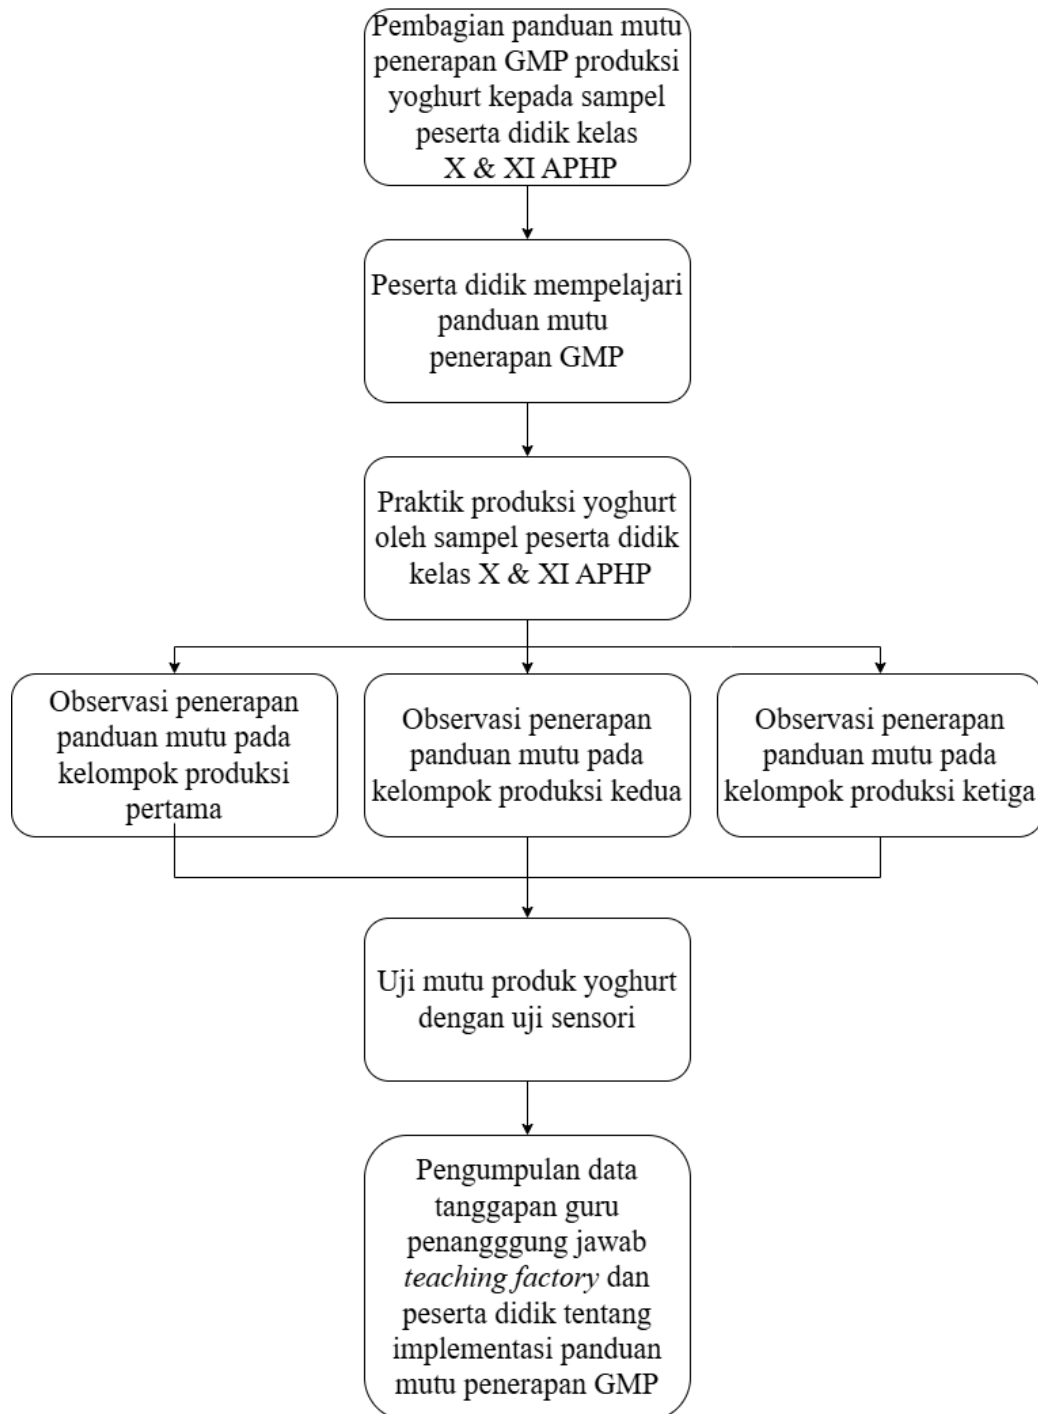 Pembagian panduan mutu
penerapan GMP produksi
yoghurt kepada sampel
peserta didik kelas
X & XI APHP
Peserta didik mempelajari
panduan mutu
penerapan GMP
Praktik produksi yoghurt
oleh sampel peserta didik
kelas X & XI APHP
Observasi penerapan
panduan mutu pada
kelompok produksi
pertama
Observasi penerapan
panduan mutu pada
kelompok produksi kedua
Observasi penerapan
panduan mutu pada
kelompok produksi ketiga
Uji mutu produk yoghurt
dengan uji sensori
Pengumpulan data
tanggapan guru
penangggung jawab
teaching factory dan
peserta didik tentang
implementasi panduan
mutu penerapan GMP